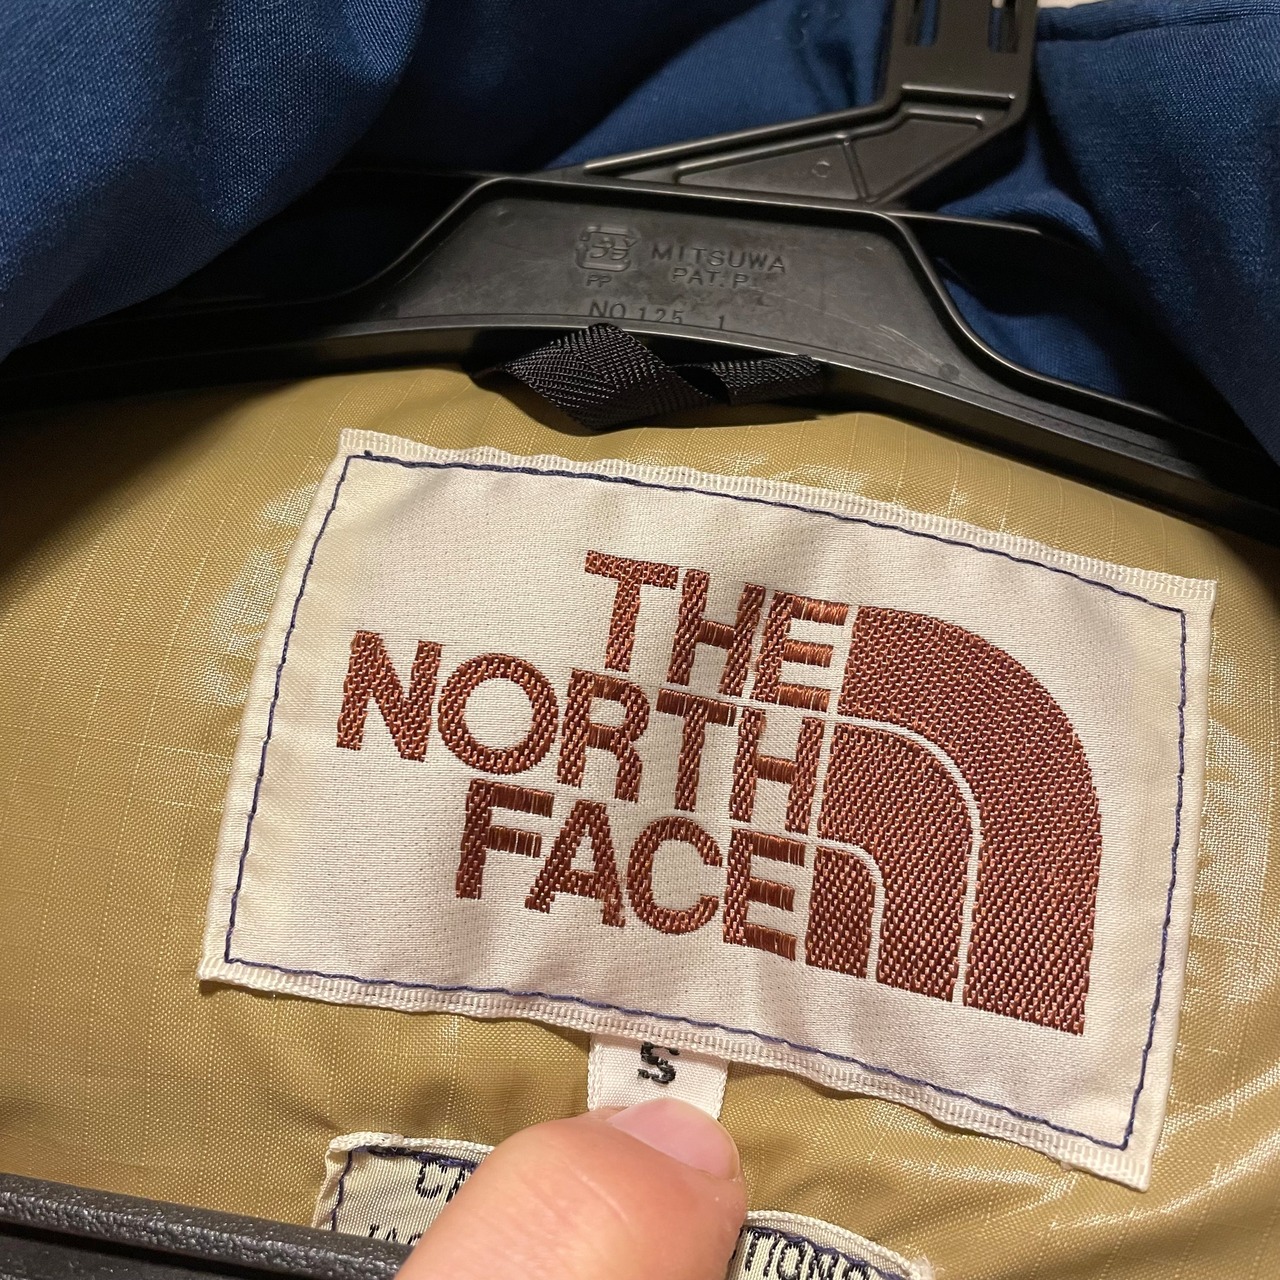 MITSUWA
PP PAT.P
NO.125 1
THE
NORTH
FACE
S